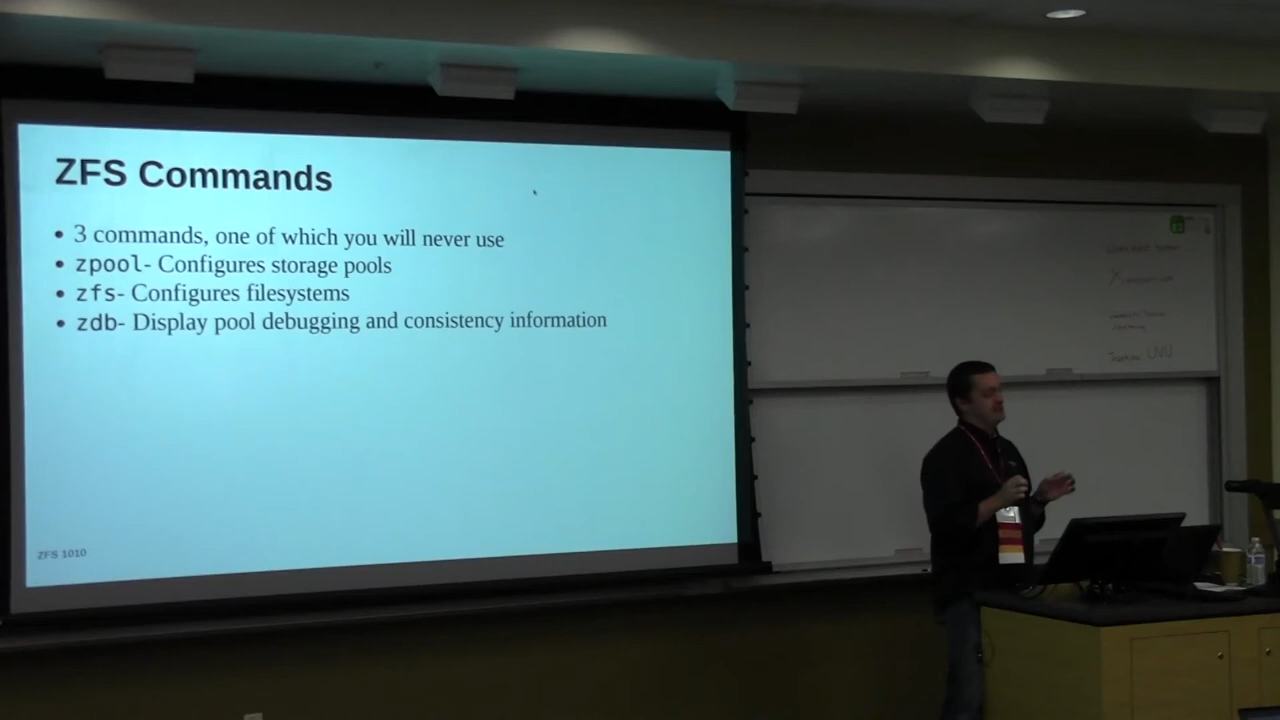 ZFS Commands
• 3 commands, one of which you will never use
• zpool- Configures storage pools
• zfs- Configures filesystems
• zdb- Display pool debugging and consistency information
ZFS 1010
UVU